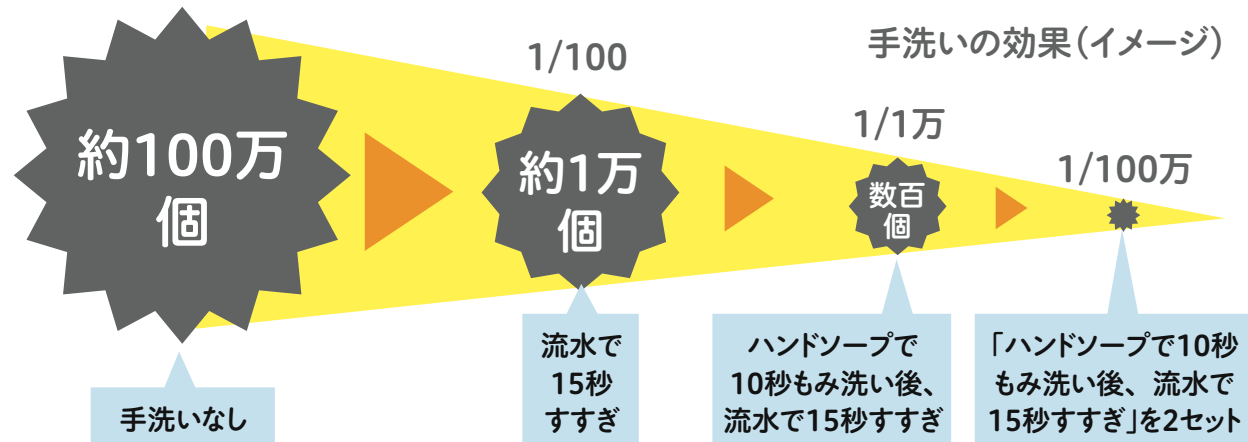 手洗いの効果（イメージ）
約100万
個
1/100
約1万
個
1/1万
数百
個
1/100万
手洗いなし
流水で
15秒
すすぎ
ハンドソープで
10秒もみ洗い後、
流水で15秒すすぎ
「ハンドソープで10秒
もみ洗い後、流水で
15秒すすぎ」を2セット